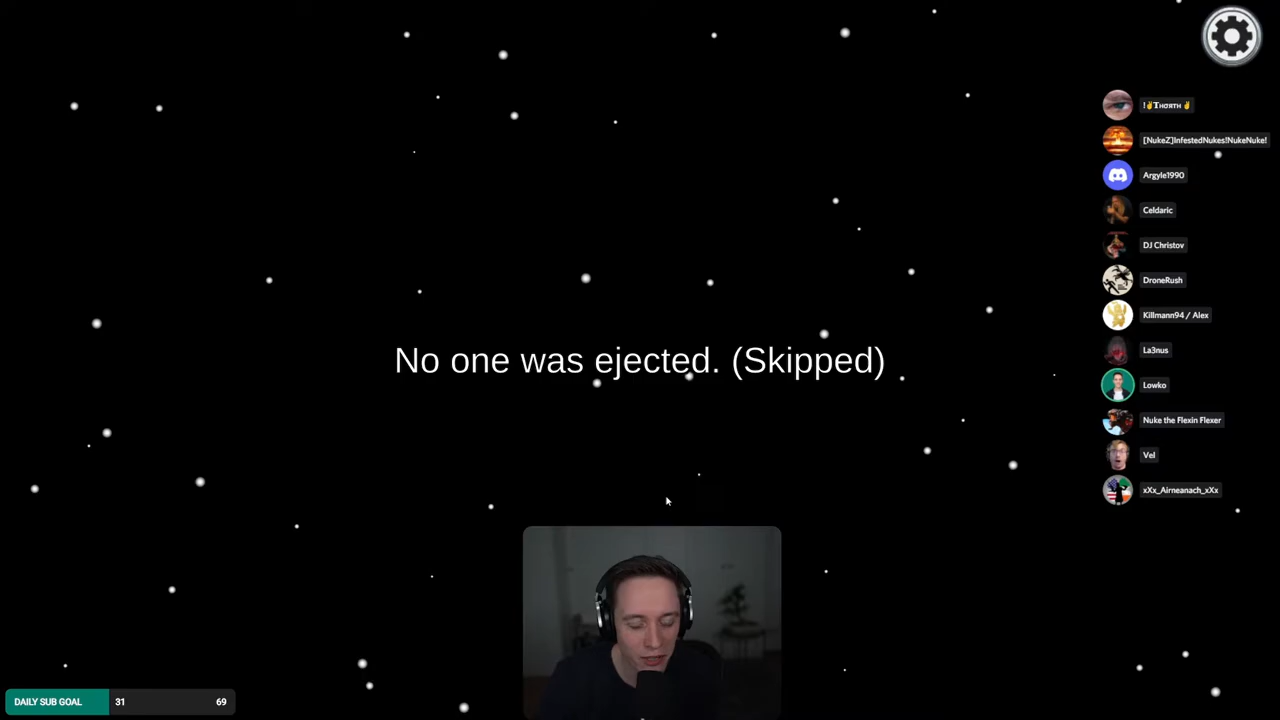 !✌Tнσятн ✌
[NukeZ]InfestedNukes!NukeNuke!
Argyle1990
Celdaric
DJ Christov
DroneRush
Killmann94 / Alex
La3nus
No one was ejected. (Skipped)
Lowko
Nuke the Flexin Flexer
Vel
xXx_Airneanach_xXx
DAILY SUB GOAL 31 69